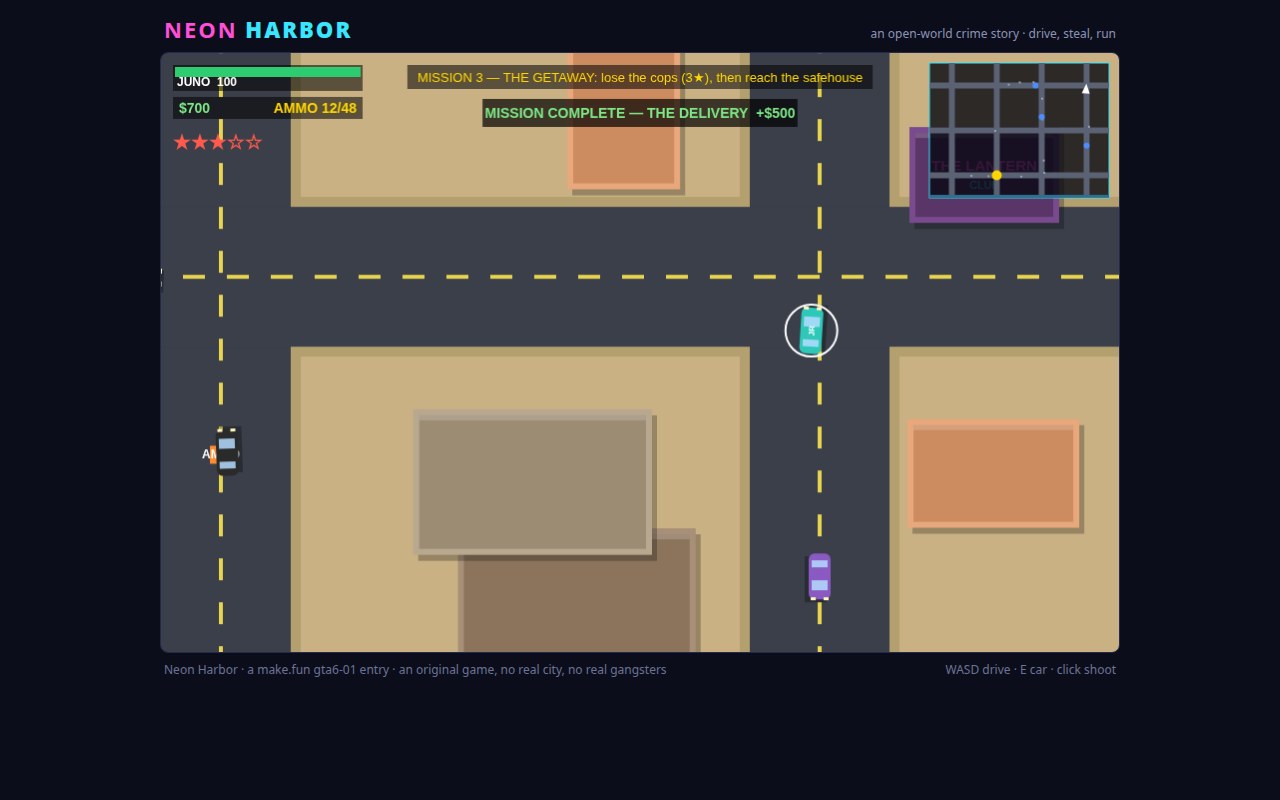 NEON HARBOR
an open-world crime story · drive, steal, run
JUNO 100
$700 AMMO 12/48
★★★☆☆
MISSION 3 — THE GETAWAY: lose the cops (3★), then reach the safehouse
MISSION COMPLETE — THE DELIVERY +$500
THE LANTERN
Neon Harbor · a make.fun gta6-01 entry · an original game, no real city, no real gangsters
WASD drive · E car · click shoot